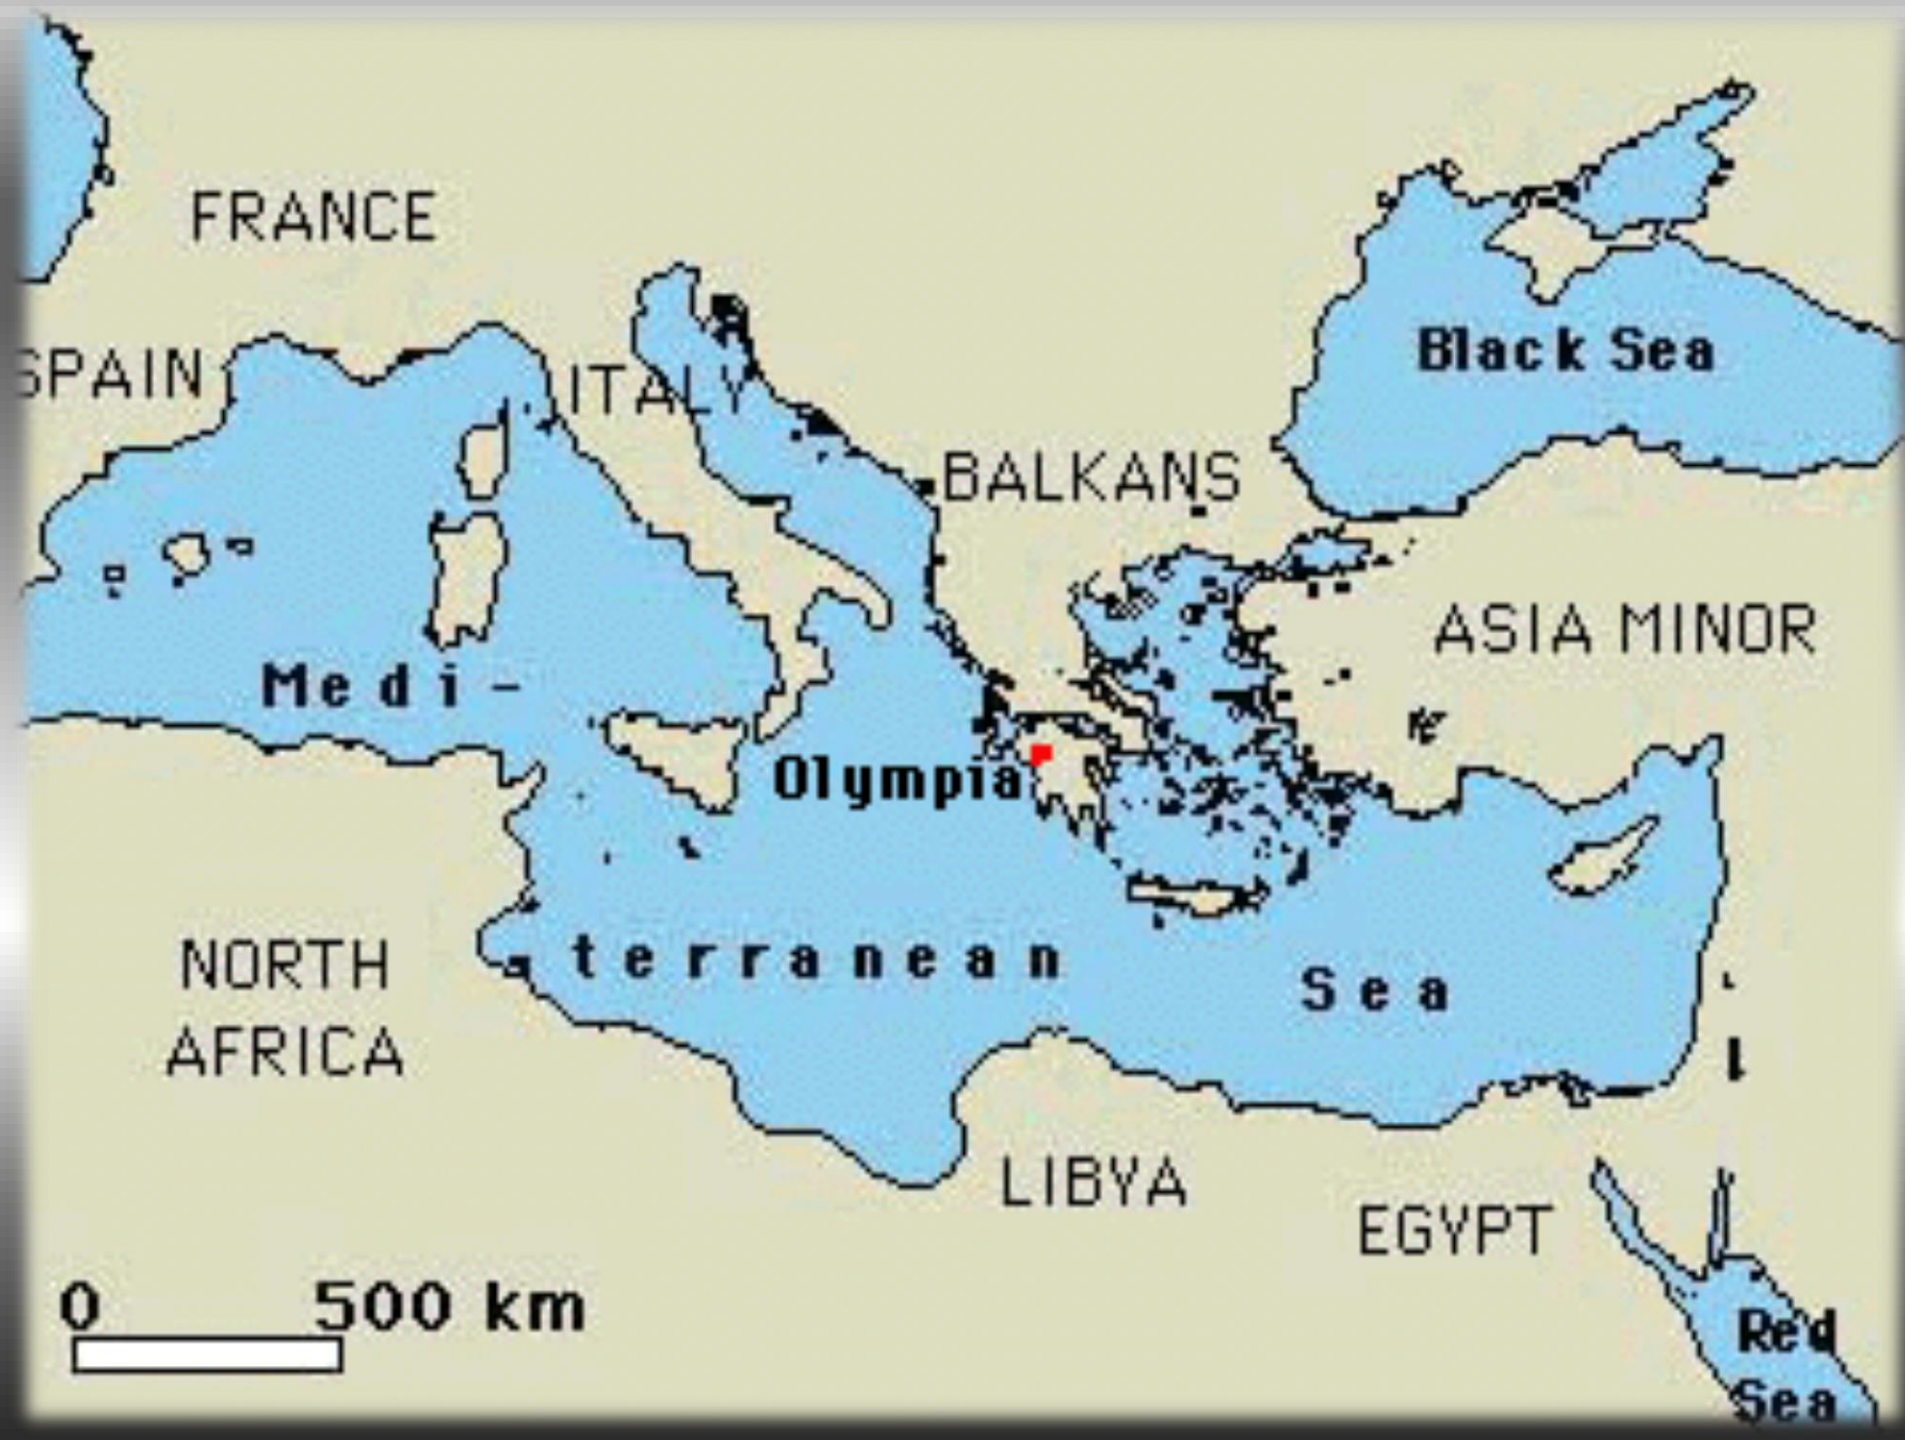 FRANCE
SPAIN
ITALY
Black Sea
BALKANS
ASIA MINOR
Medi-
Olympia
terranean
Sea
NORTH
AFRICA
LIBYA
EGYPT
0 500 km
Red
Sea